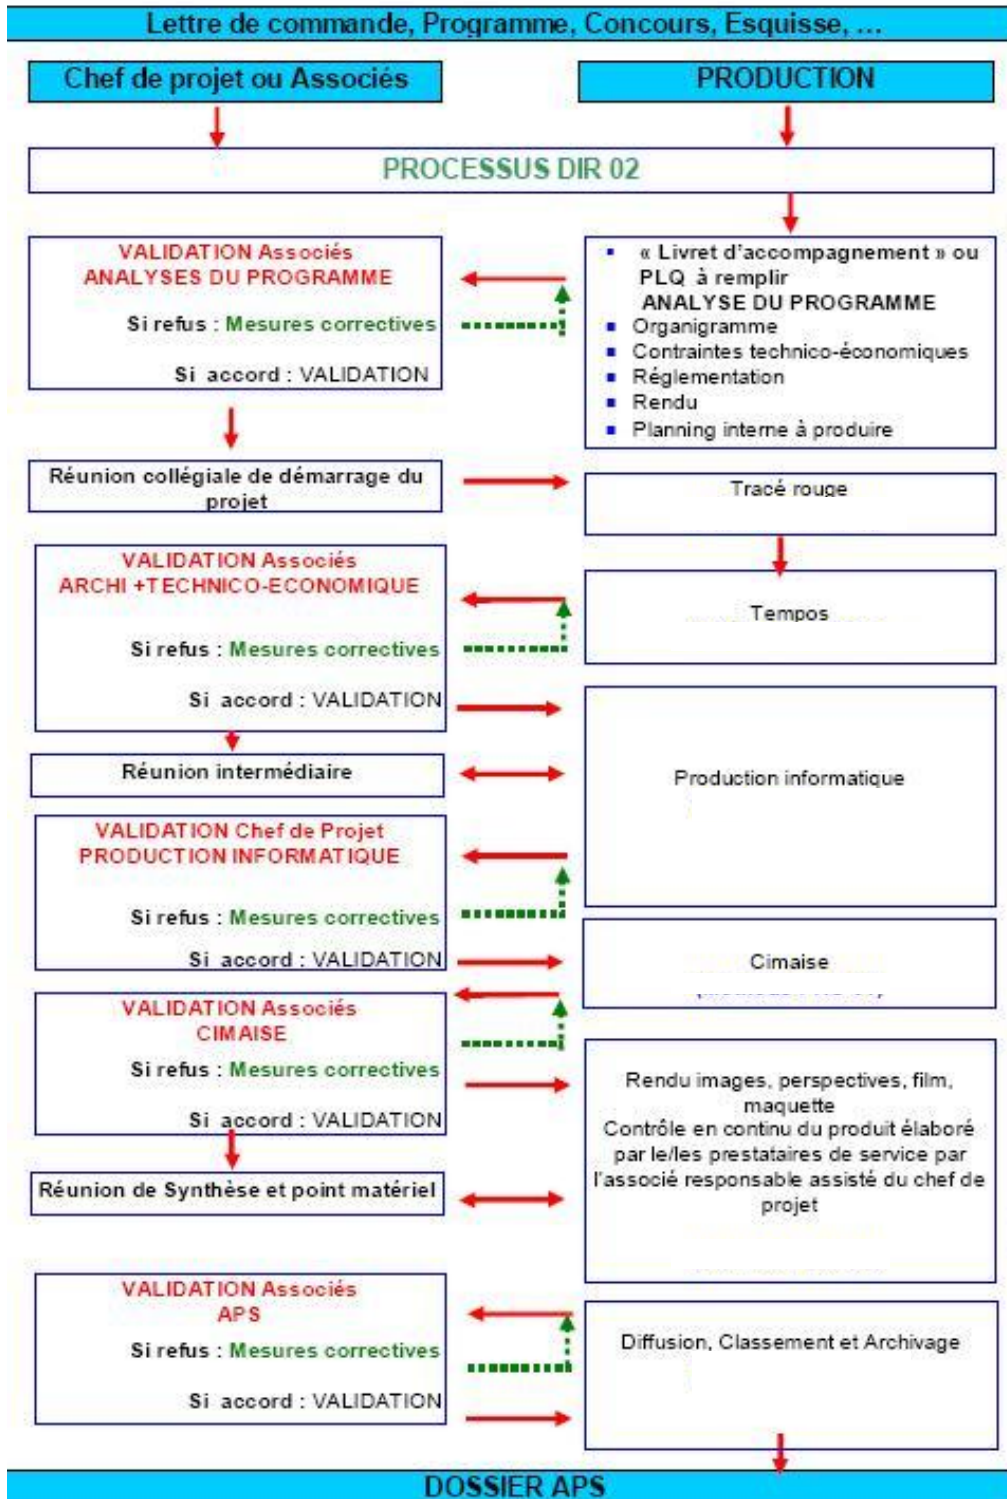 Lettre de commande, Programme, Concours, Esquisse, ...
Chef de projet ou Associés
PRODUCTION
PROCESSUS DIR 02
VALIDATION Associés
ANALYSES DU PROGRAMME
Si refus : Mesures correctives
Si accord : VALIDATION
▪ « Livret d'accompagnement » ou
PLQ à remplir
ANALYSE DU PROGRAMME
▪ Organigramme
▪ Contraintes technico-économiques
▪ Réglementation
▪ Rendu
▪ Planning interne à produire
Réunion collégiale de démarrage du
projet
Tracé rouge
VALIDATION Associés
ARCHI +TECHNICO-ECONOMIQUE
Si refus : Mesures correctives
Si accord : VALIDATION
Tempos
Réunion intermédiaire
Production informatique
VALIDATION Chef de Projet
PRODUCTION INFORMATIQUE
Si refus : Mesures correctives
Si accord : VALIDATION
Cimaise
VALIDATION Associés
CIMAISE
Si refus : Mesures correctives
Si accord : VALIDATION
Rendu images, perspectives, film,
maquette
Contrôle en continu du produit élaboré
par le/les prestataires de service par
l'associé responsable assisté du chef de
projet
Réunion de Synthèse et point matériel
VALIDATION Associés
APS
Si refus : Mesures correctives
Si accord : VALIDATION
Diffusion, Classement et Archivage
DOSSIER APS